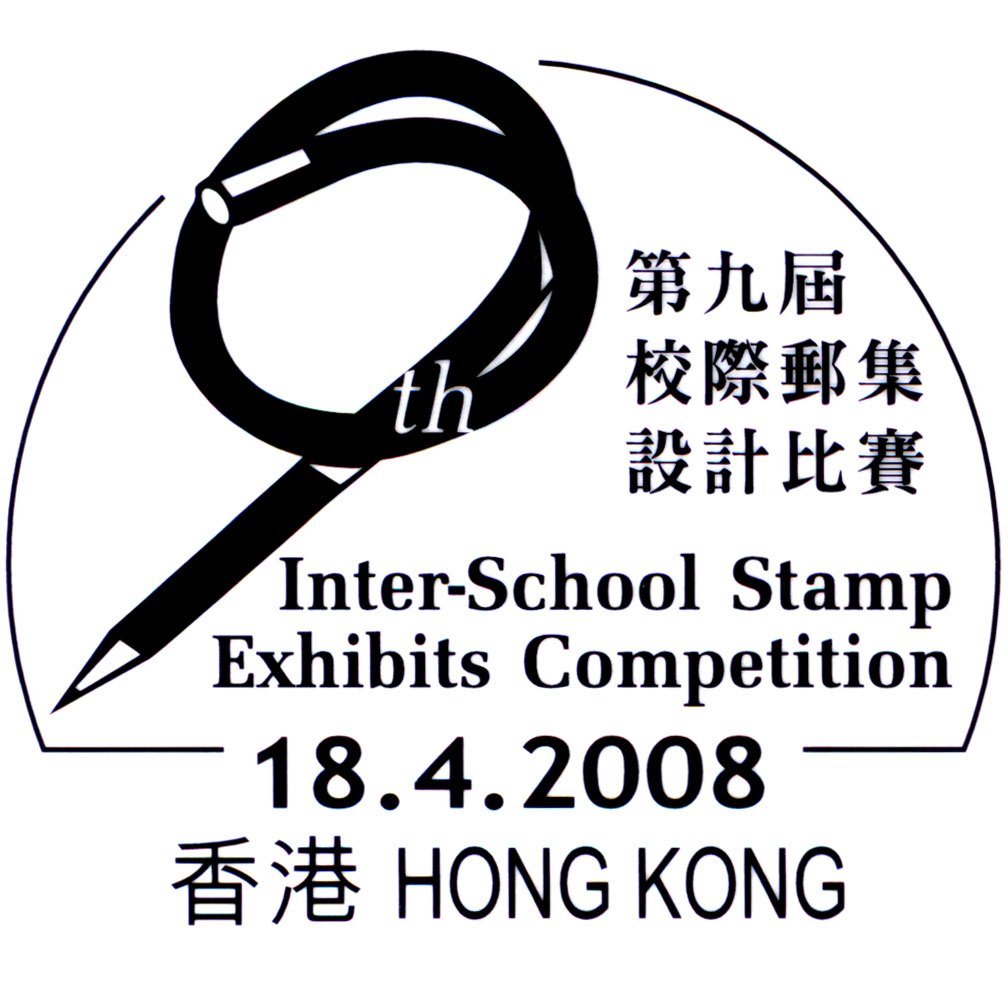 th
第九屆
校際郵集
設計比賽
Inter-School Stamp
Exhibits Competition
18.4.2008
香港 HONG KONG